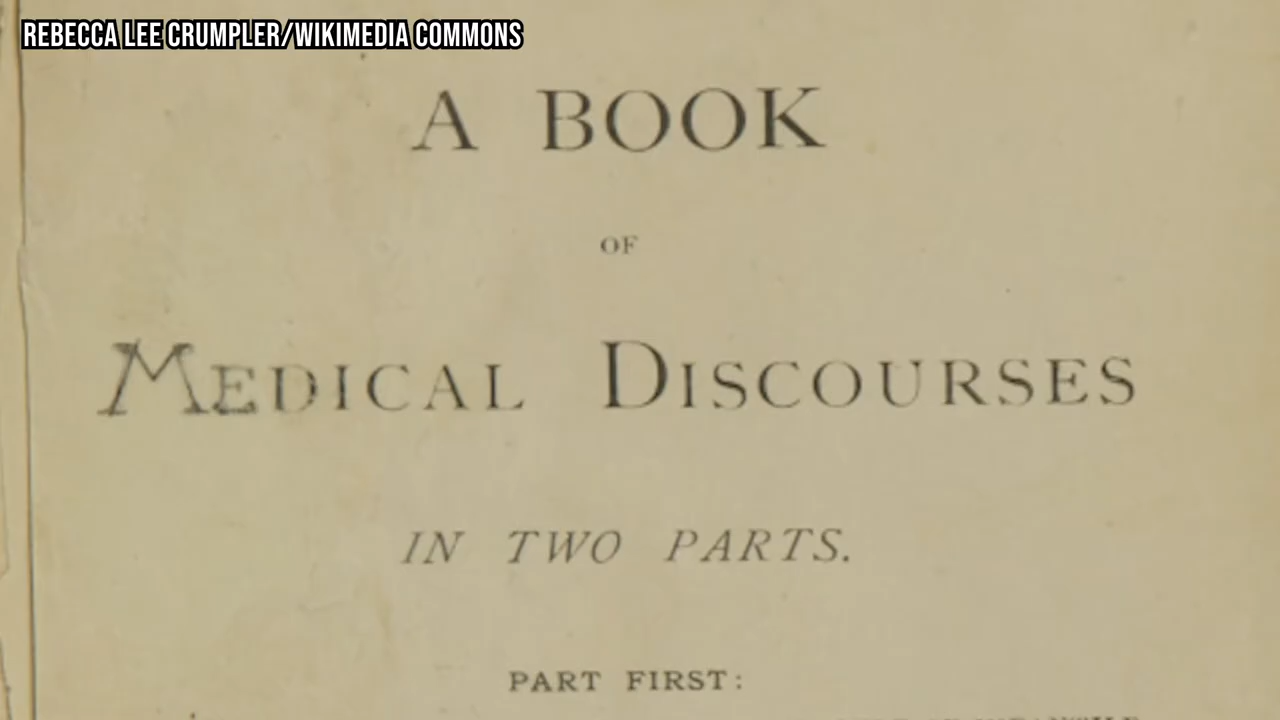 REBECCA LEE CRUMPLER/WIKIMEDIA COMMONS
A BOOK
OF
MEDICAL DISCOURSES
IN TWO PARTS.
PART FIRST: